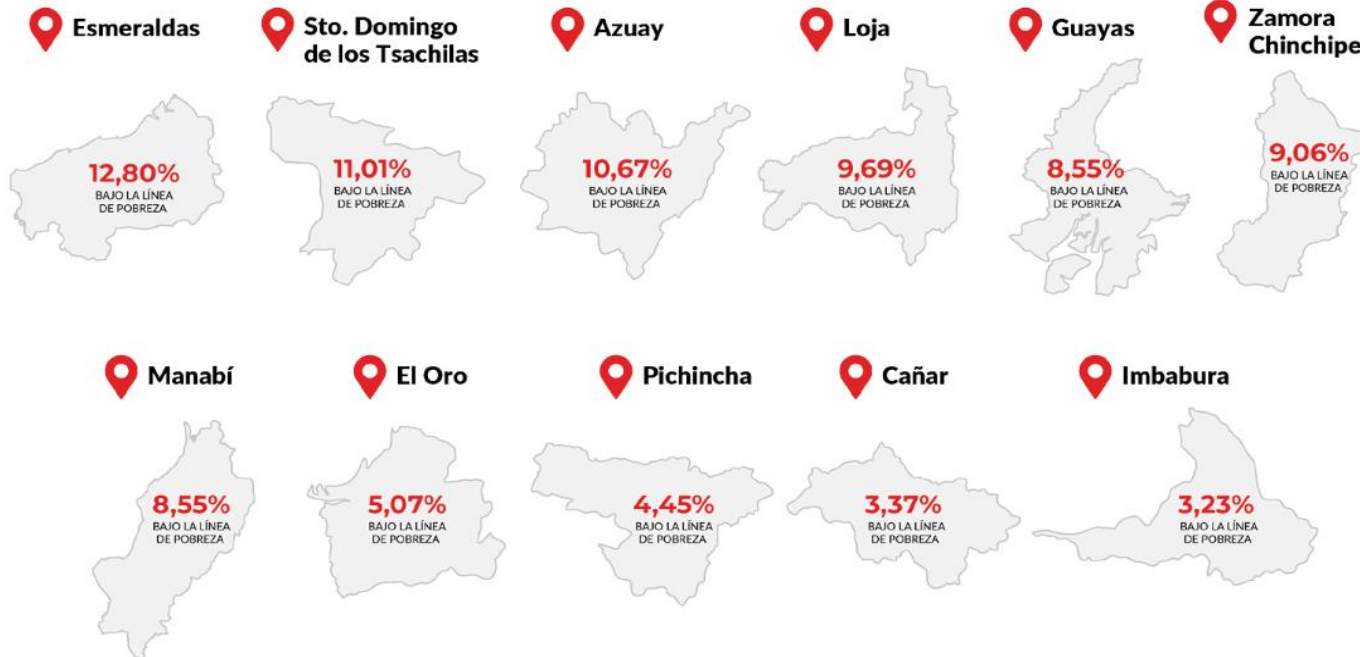 Esmeraldas
12,80%
BAJO LA LÍNEA
DE POBREZA
Sto. Domingo
de los Tsachilas
11,01%
BAJO LA LÍNEA
DE POBREZA
Azuay
10,67%
BAJO LA LÍNEA
DE POBREZA
Loja
9,69%
BAJO LA LÍNEA
DE POBREZA
Guayas
8,55%
BAJO LA LÍNEA
DE POBREZA
Zamora
Chinchipe
9,06%
BAJO LA LÍNEA
DE POBREZA
Manabí
8,55%
BAJO LA LÍNEA
DE POBREZA
El Oro
5,07%
BAJO LA LÍNEA
DE POBREZA
Pichincha
4,45%
BAJO LA LÍNEA
DE POBREZA
Cañar
3,37%
BAJO LA LÍNEA
DE POBREZA
Imbabura
3,23%
BAJO LA LÍNEA
DE POBREZA